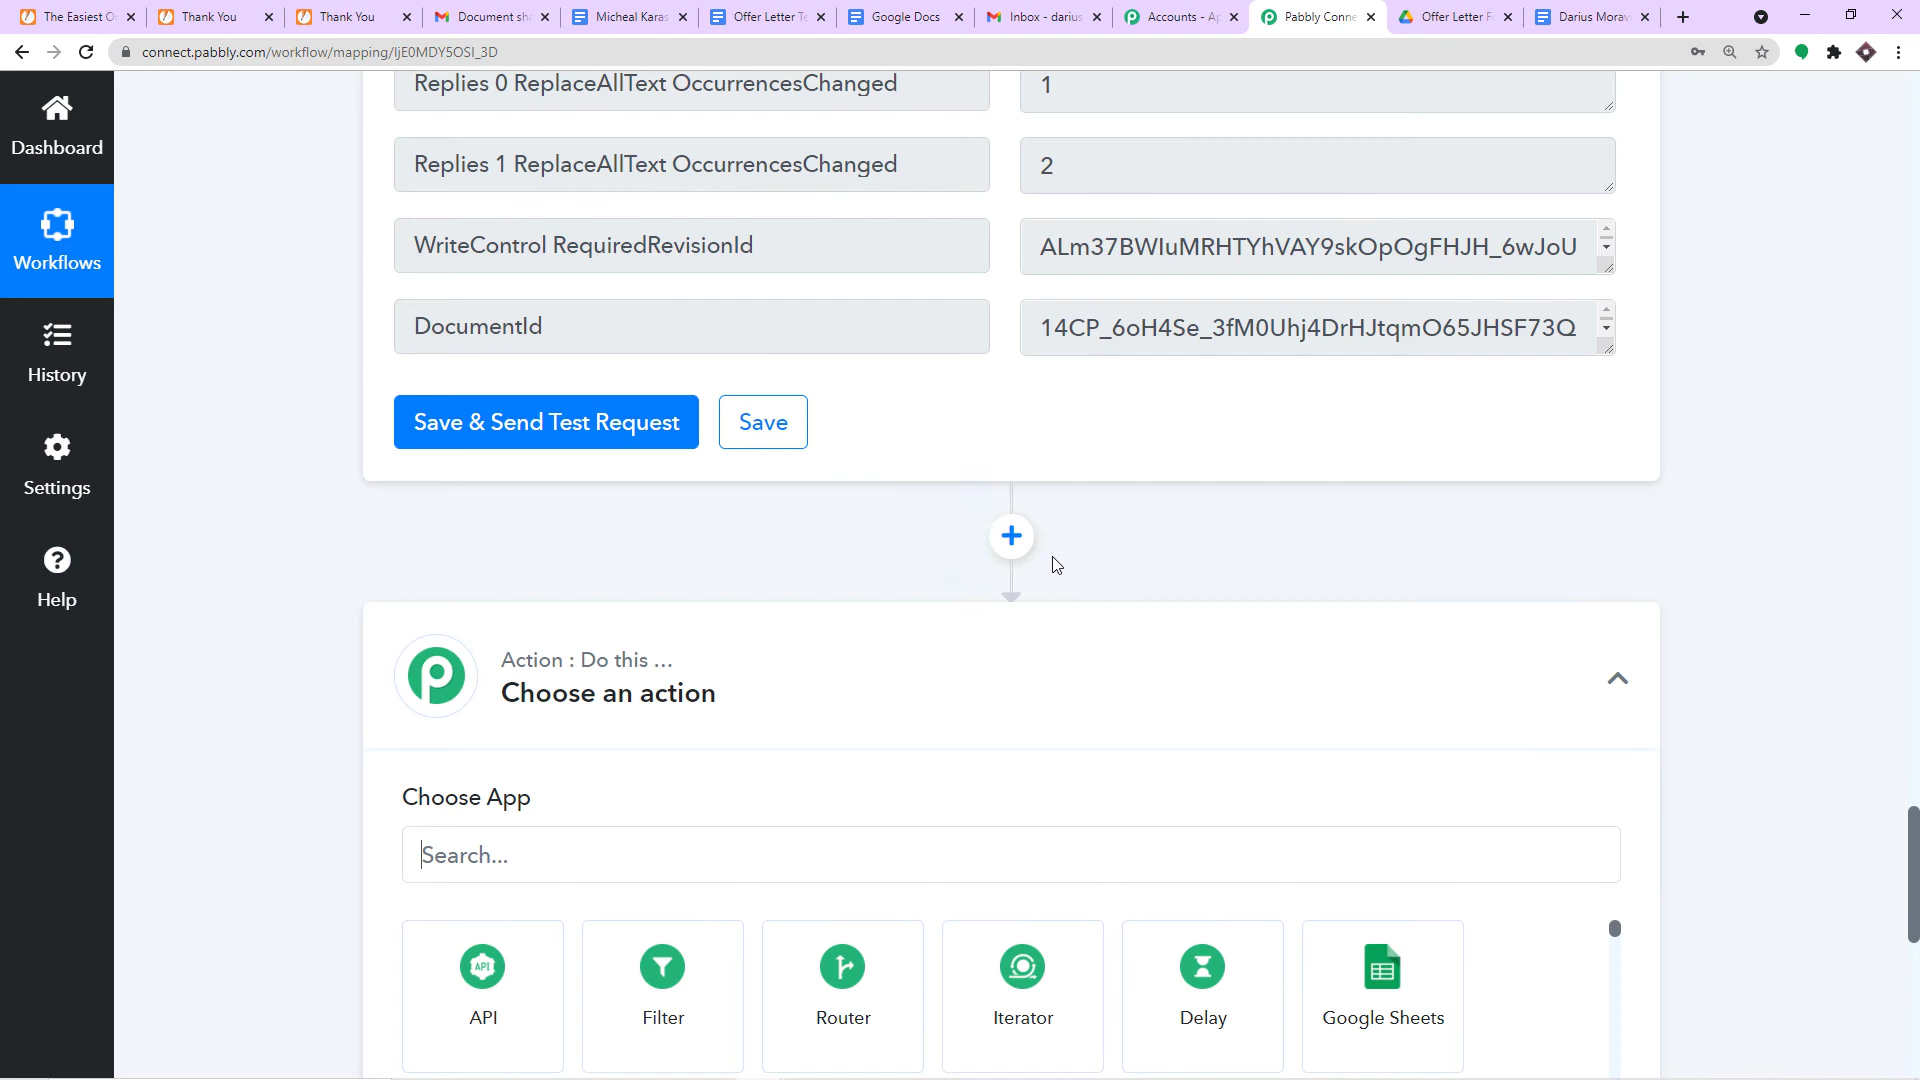 The Easiest O
Thank You
Thank You
Document sh
Micheal Karas
Offer Letter Te
Google Docs
Inbox - darius
Accounts - Ap
Pabbly Conne
Offer Letter F
Darius Morav
connect.pabbly.com/workflow/mapping/IjE0MDY5OSI_3D
Dashboard
Workflows
History
Settings
Help
Replies 0 ReplaceAllText OccurrencesChanged
1
Replies 1 ReplaceAllText OccurrencesChanged
2
WriteControl RequiredRevisionId
ALm37BWIuMRHTYhVAY9skOpOgFHJH_6wJoU
DocumentId
14CP_6oH4Se_3fM0Uhj4DrHJtqmO65JHSF73Q
Save & Send Test Request
Save
Action : Do this ...
Choose an action
Choose App
Search...
API
API
Filter
Router
Iterator
Delay
Google Sheets